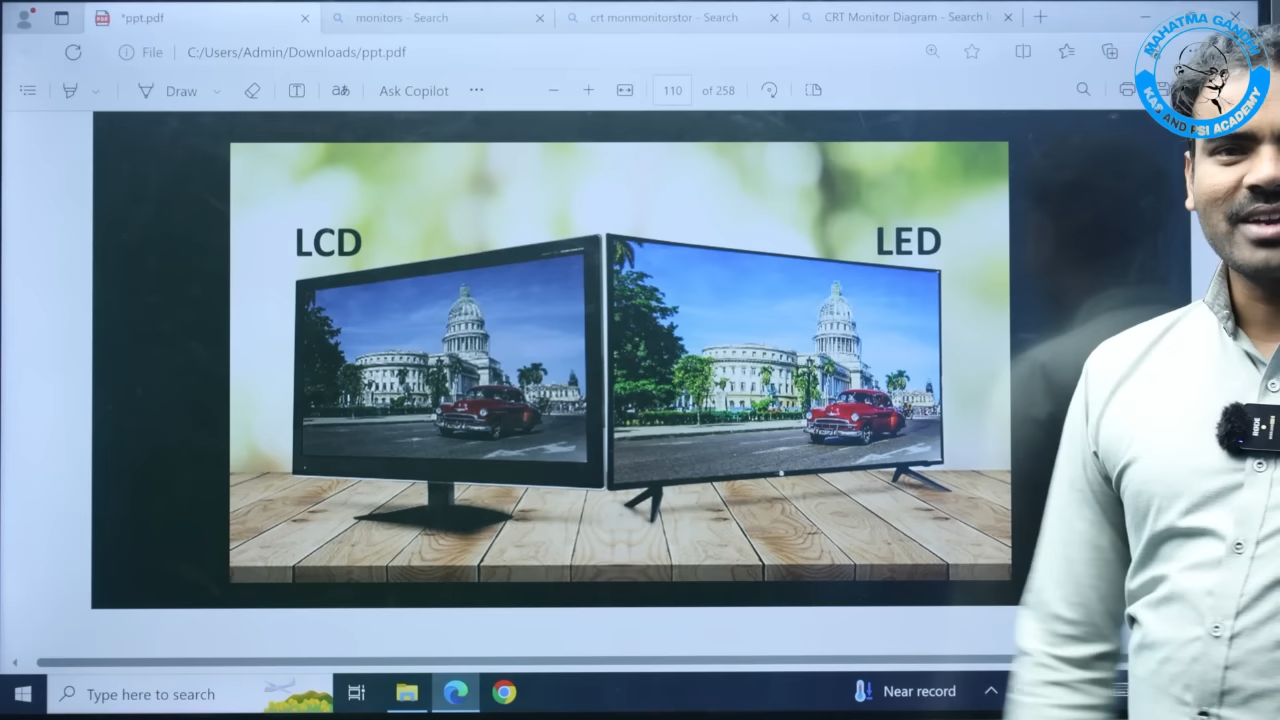 *ppt.pdf
monitors - Search
crt monmonitorstor - Search
CRT Monitor Diagram - Search I
File
C:/Users/Admin/Downloads/ppt.pdf
Draw
Ask Copilot
110 of 258
MAHATMA GANDHI
KAS AND PSI ACADEMY
LCD
LED
RODE
Type here to search
Near record